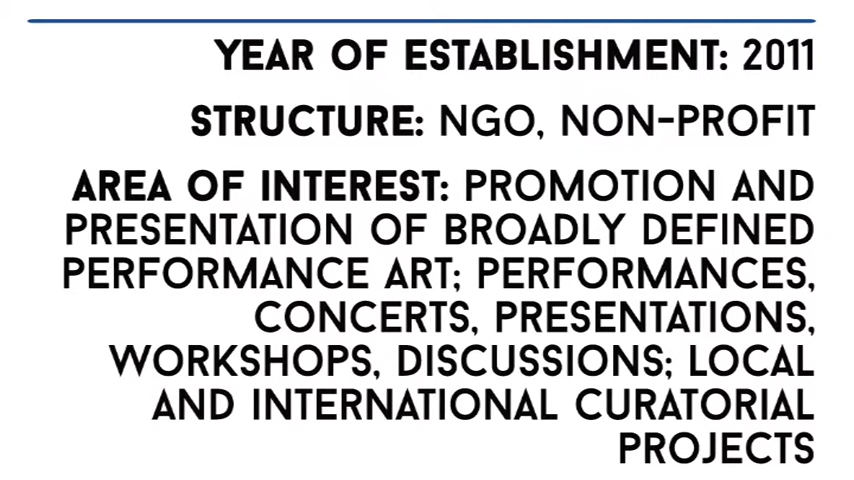 YEAR OF ESTABLISHMENT: 2011
STRUCTURE: NGO, NON-PROFIT
AREA OF INTEREST: PROMOTION AND
PRESENTATION OF BROADLY DEFINED
PERFORMANCE ART; PERFORMANCES,
CONCERTS, PRESENTATIONS,
WORKSHOPS, DISCUSSIONS; LOCAL
AND INTERNATIONAL CURATORIAL
PROJECTS